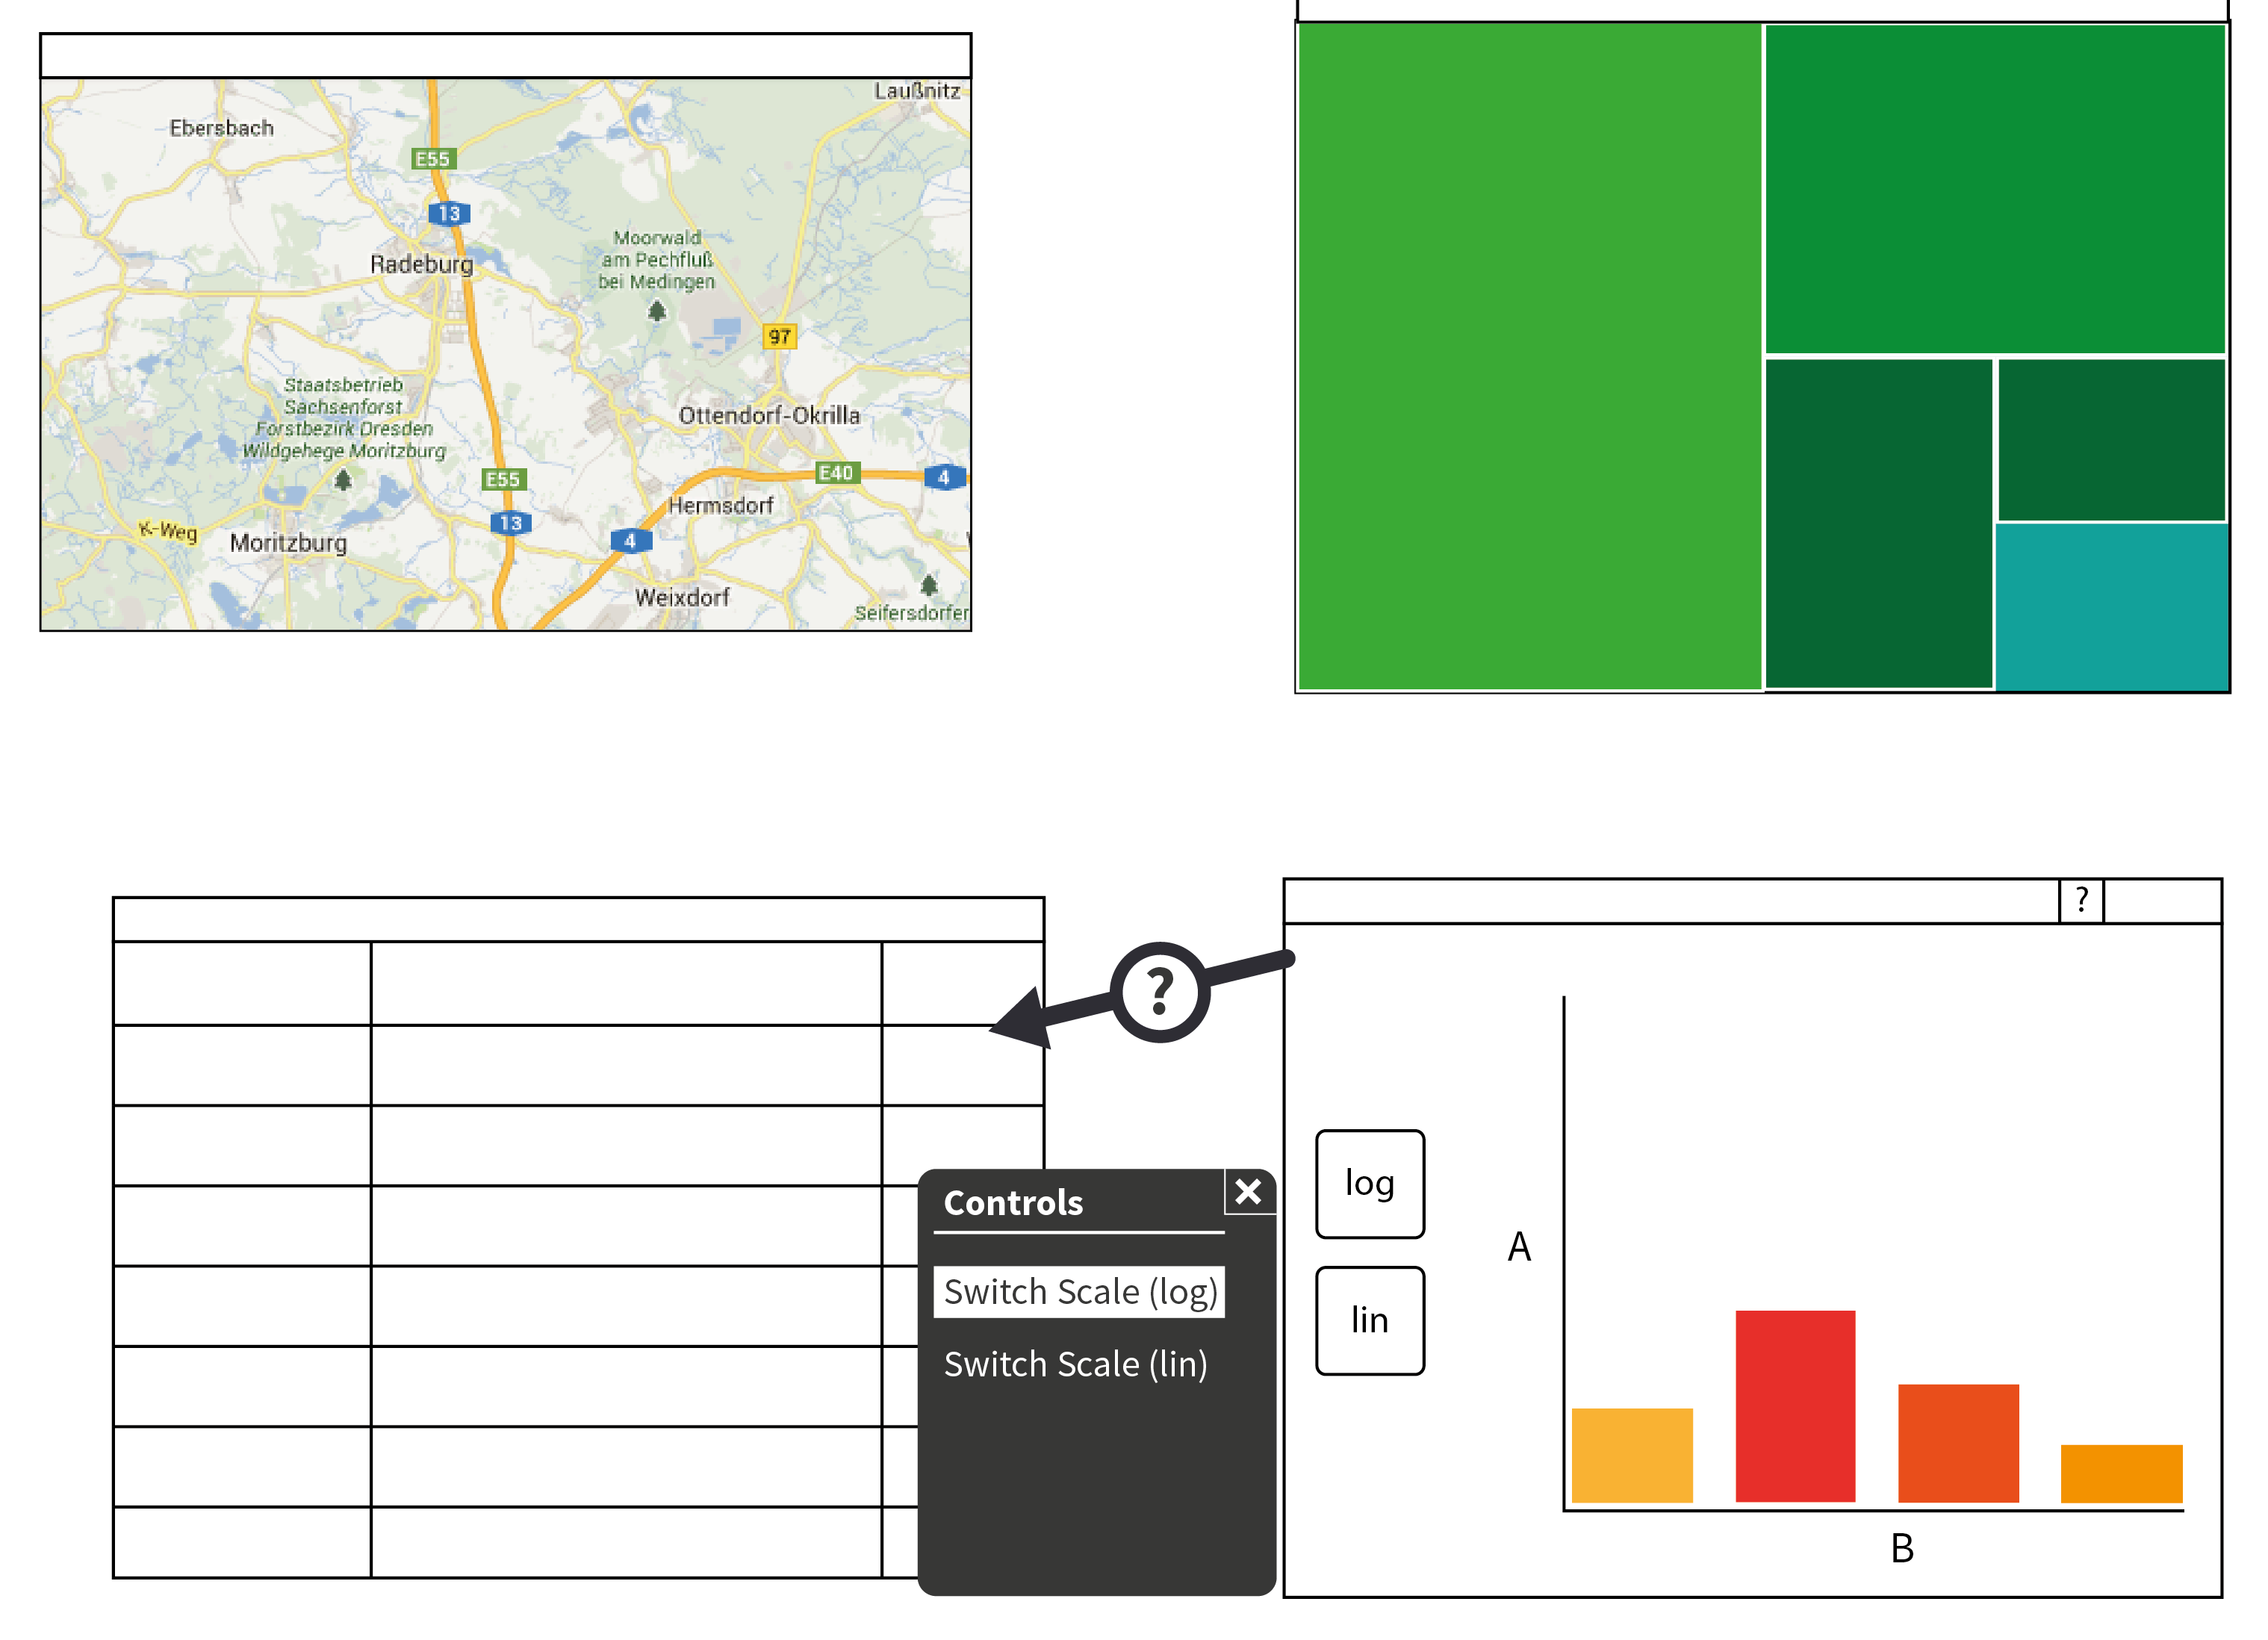 Laußnitz
Ebersbach
E55
13
Moorwald
am Pechfluß
bei Medingen
Radeburg
97
Staatsbetrieb
Sachsenforst
Forstbezirk Dresden
Wildgehege Moritzburg
Ottendorf-Okrilla
E55
E40
4
Hermsdorf
13
K-Weg
4
Moritzburg
Weixdorf
Seifersdorfer
?
?
Controls
Switch Scale (log)
Switch Scale (lin)
log
lin
A
B